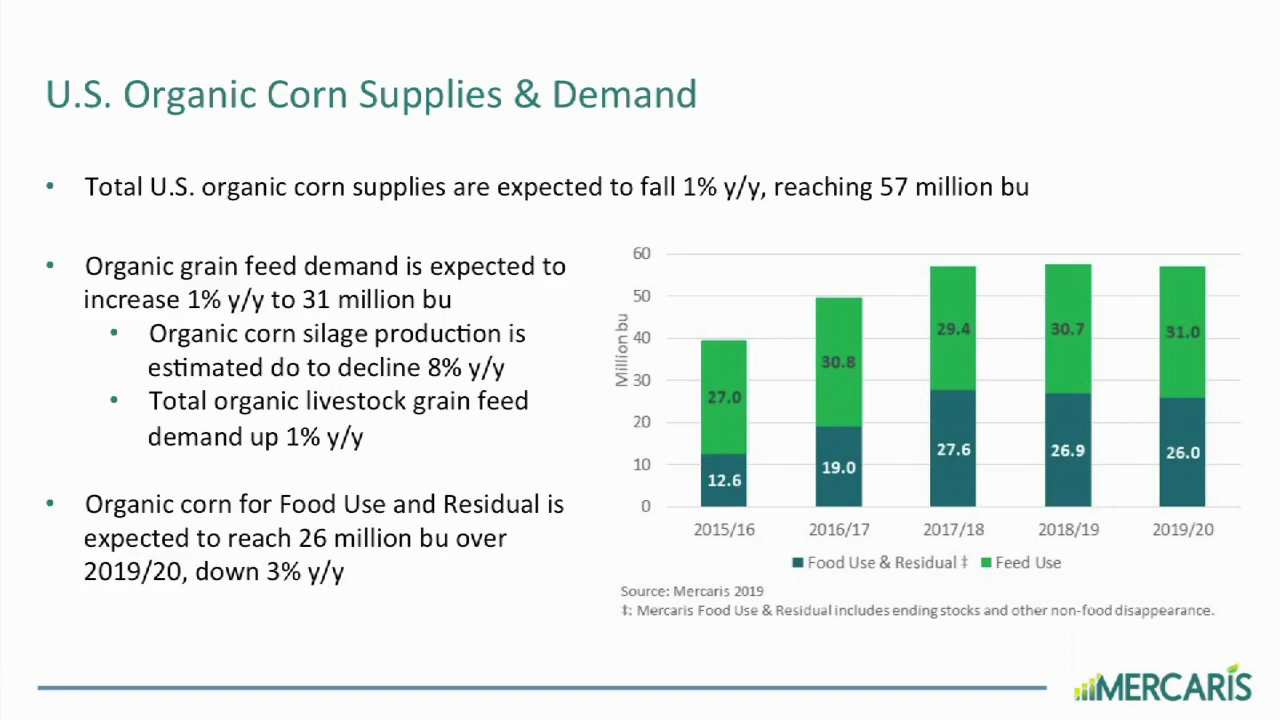 U.S. Organic Corn Supplies & Demand
• Total U.S. organic corn supplies are expected to fall 1% y/y, reaching 57 million bu
• Organic grain feed demand is expected to
increase 1% y/y to 31 million bu
• Organic corn silage production is
estimated do to decline 8% y/y
• Total organic livestock grain feed
demand up 1% y/y
• Organic corn for Food Use and Residual is
expected to reach 26 million bu over
2019/20, down 3% y/y
Million bu
60
50
40
30
20
10
0
27.0
30.8
29.4
30.7
31.0
12.6
19.0
27.6
26.9
26.0
2015/16 2016/17 2017/18 2018/19 2019/20
Food Use & Residual ‡ Feed Use
Source: Mercaris 2019
‡: Mercaris Food Use & Residual includes ending stocks and other non-food disappearance.
MERCARIS